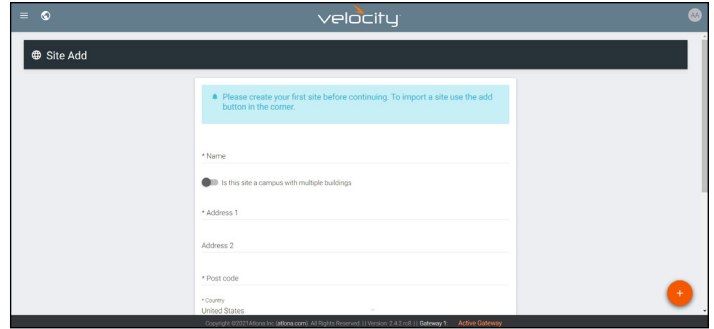 velocity
AA
Site Add
Please create your first site before continuing. To import a site use the add
button in the corner.
* Name
Is this site a campus with multiple buildings
* Address 1
Address 2
* Post code
* Country
United States
Copyright ©2021Atlona Inc (atlona.com). All Rights Reserved. || Version: 2.4.2.rc8 || Gateway 1: Active Gateway